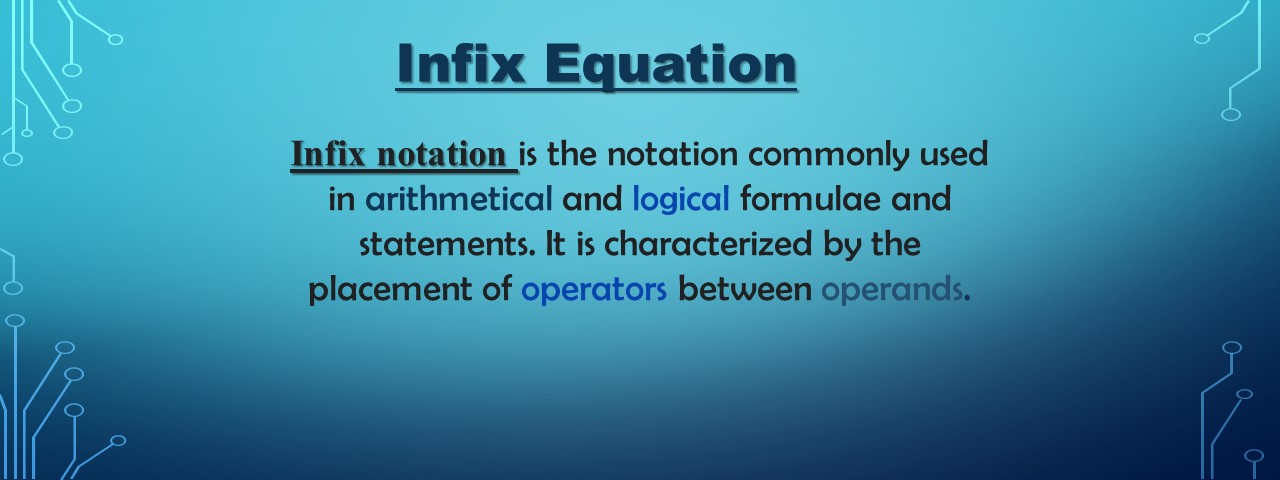 Infix Equation
Infix notation is the notation commonly used
in arithmetical and logical formulae and
statements. It is characterized by the
placement of operators between operands.